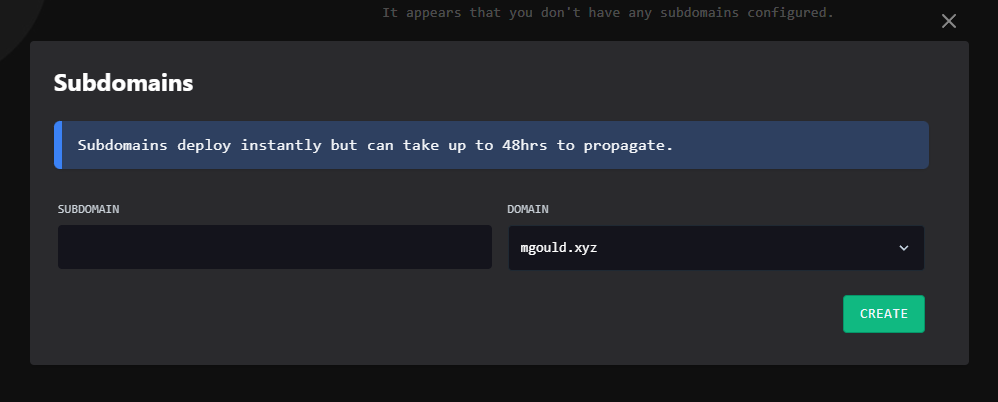 It appears that you don't have any subdomains configured.
Subdomains
Subdomains deploy instantly but can take up to 48hrs to propagate.
SUBDOMAIN
DOMAIN
mgould.xyz
CREATE